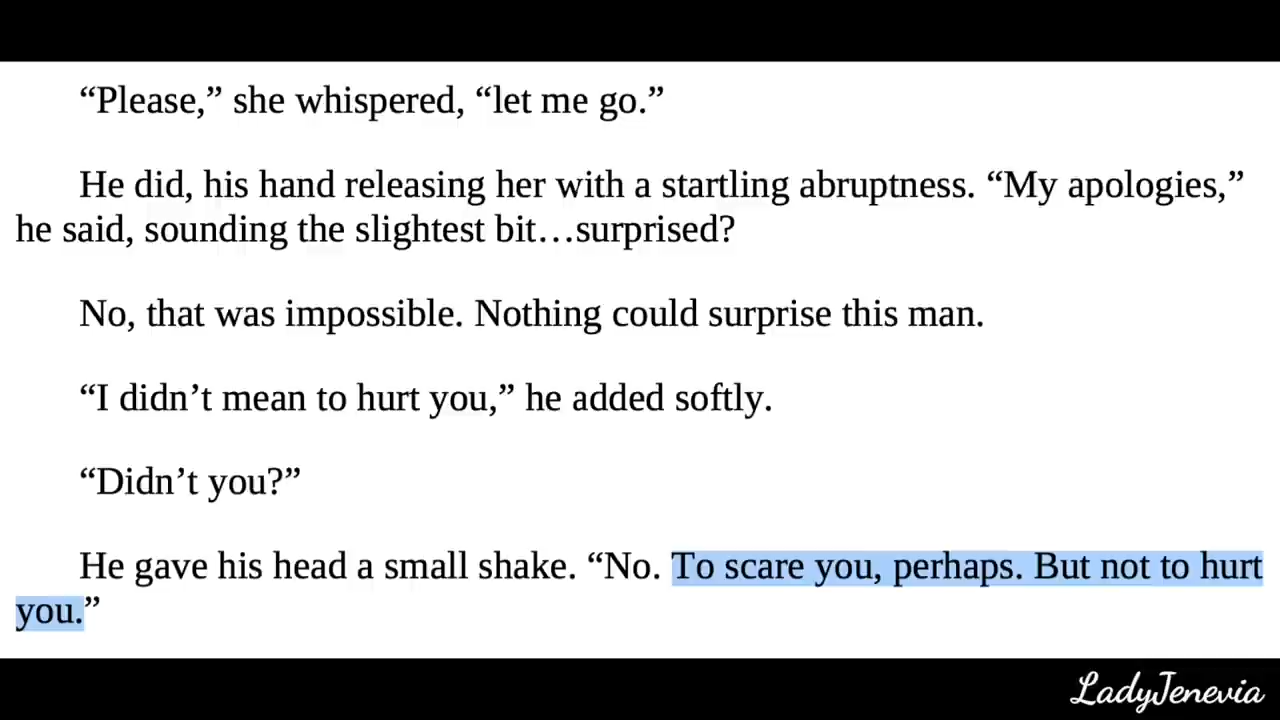 “Please,” she whispered, “let me go.”
He did, his hand releasing her with a startling abruptness. “My apologies,”
he said, sounding the slightest bit…surprised?
No, that was impossible. Nothing could surprise this man.
“I didn’t mean to hurt you,” he added softly.
“Didn’t you?”
He gave his head a small shake. “No. To scare you, perhaps. But not to hurt
you.”
LadyJenevia